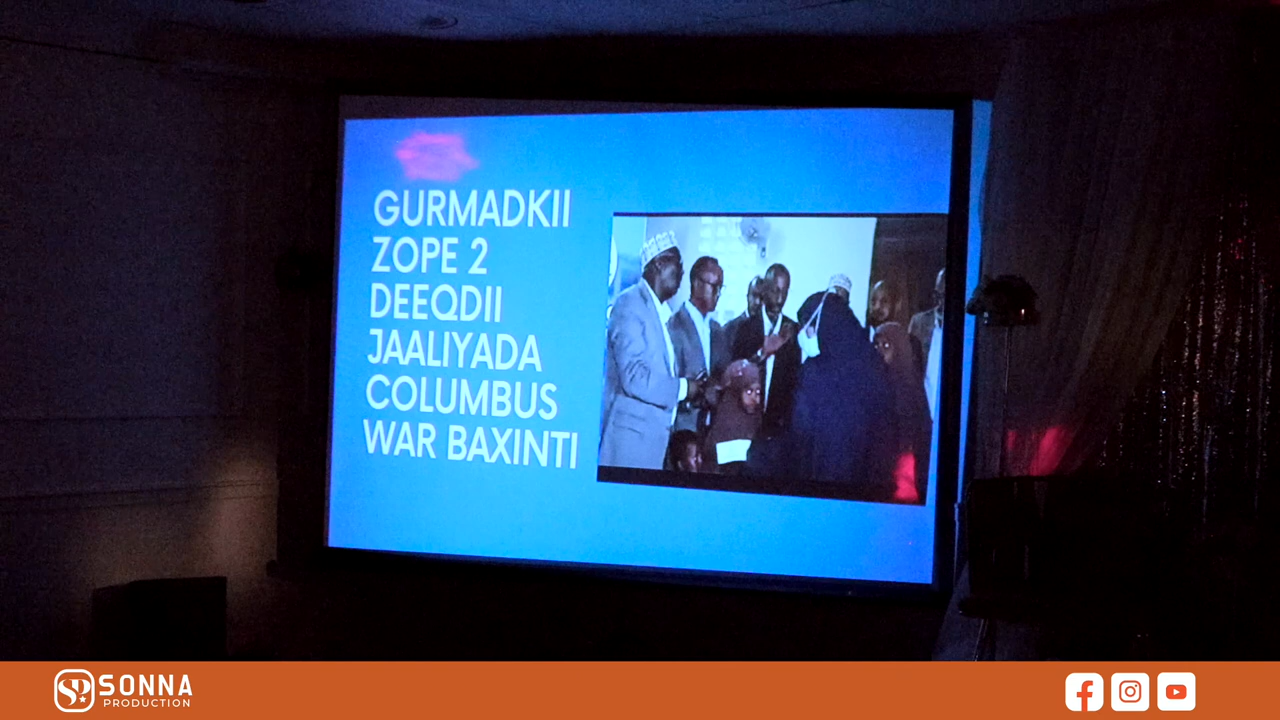 GURMADKII
ZOPE 2
DEEQDII
JAALIYADA
COLUMBUS
WAR BAXINTI
SONNA
PRODUCTION